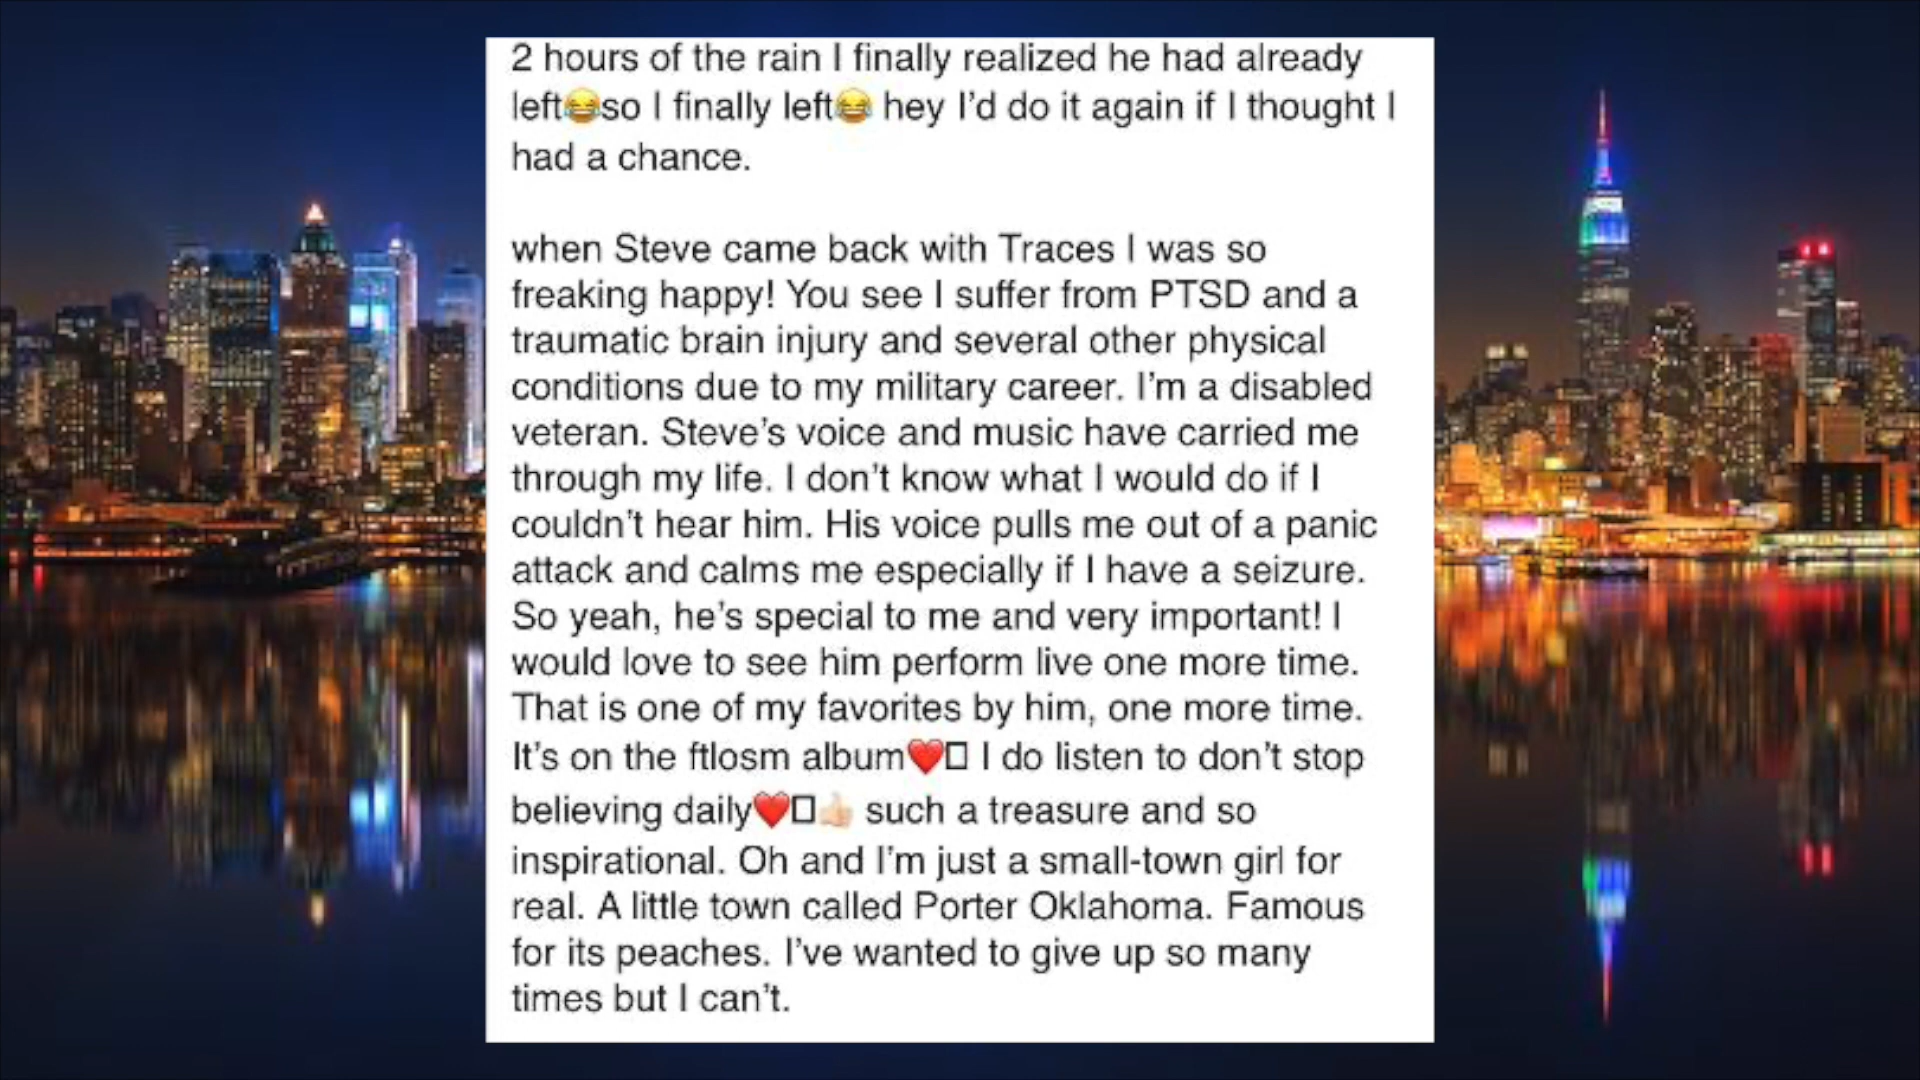 2 hours of the rain I finally realized he had already
left😂so I finally left😂 hey I’d do it again if I thought I
had a chance.
when Steve came back with Traces I was so
freaking happy! You see I suffer from PTSD and a
traumatic brain injury and several other physical
conditions due to my military career. I’m a disabled
veteran. Steve’s voice and music have carried me
through my life. I don’t know what I would do if I
couldn’t hear him. His voice pulls me out of a panic
attack and calms me especially if I have a seizure.
So yeah, he’s special to me and very important! I
would love to see him perform live one more time.
That is one of my favorites by him, one more time.
It’s on the ftlosm album❤️□ I do listen to don’t stop
believing daily❤️□👍🏻 such a treasure and so
inspirational. Oh and I’m just a small-town girl for
real. A little town called Porter Oklahoma. Famous
for its peaches. I’ve wanted to give up so many
times but I can’t.